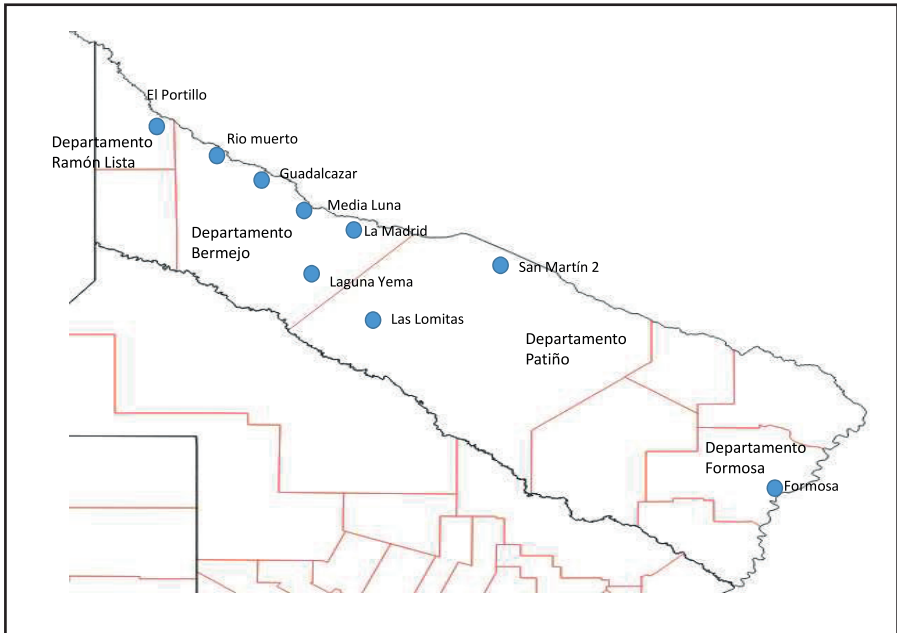 El Portillo
Departamento
Ramón Lista
Rio muerto
Guadalcazar
Media Luna
La Madrid
Departamento
Bermejo
San Martín 2
Laguna Yema
Las Lomitas
Departamento
Patiño
Departamento
Formosa
Formosa